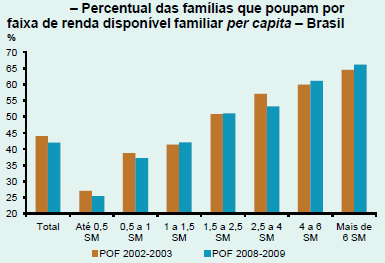 – Percentual das famílias que poupam por
faixa de renda disponível familiar per capita – Brasil
%
70
65
60
55
50
45
40
35
30
25
20
Total
Até 0,5
SM
0,5 a 1
SM
1 a 1,5
SM
1,5 a 2,5
SM
2,5 a 4
SM
4 a 6
SM
Mais de
6 SM
POF 2002-2003
POF 2008-2009